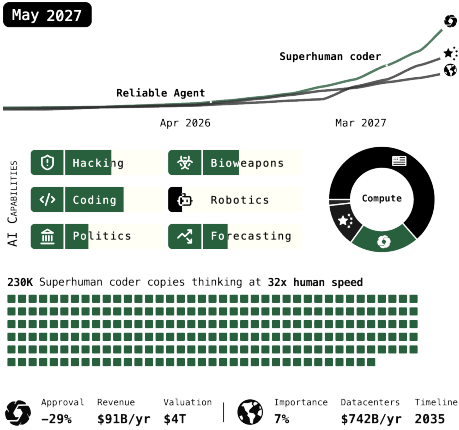 May 2027
Superhuman coder
Reliable Agent
Apr 2026
Mar 2027
AI CAPABILITIES
Hacking
Bioweapons
Coding
Robotics
Politics
Forecasting
Compute
230K Superhuman coder copies thinking at 32x human speed
Approval
Revenue
Valuation
Importance
Datacenters
Timeline
−29%
$91B/yr
$4T
7%
$742B/yr
2035